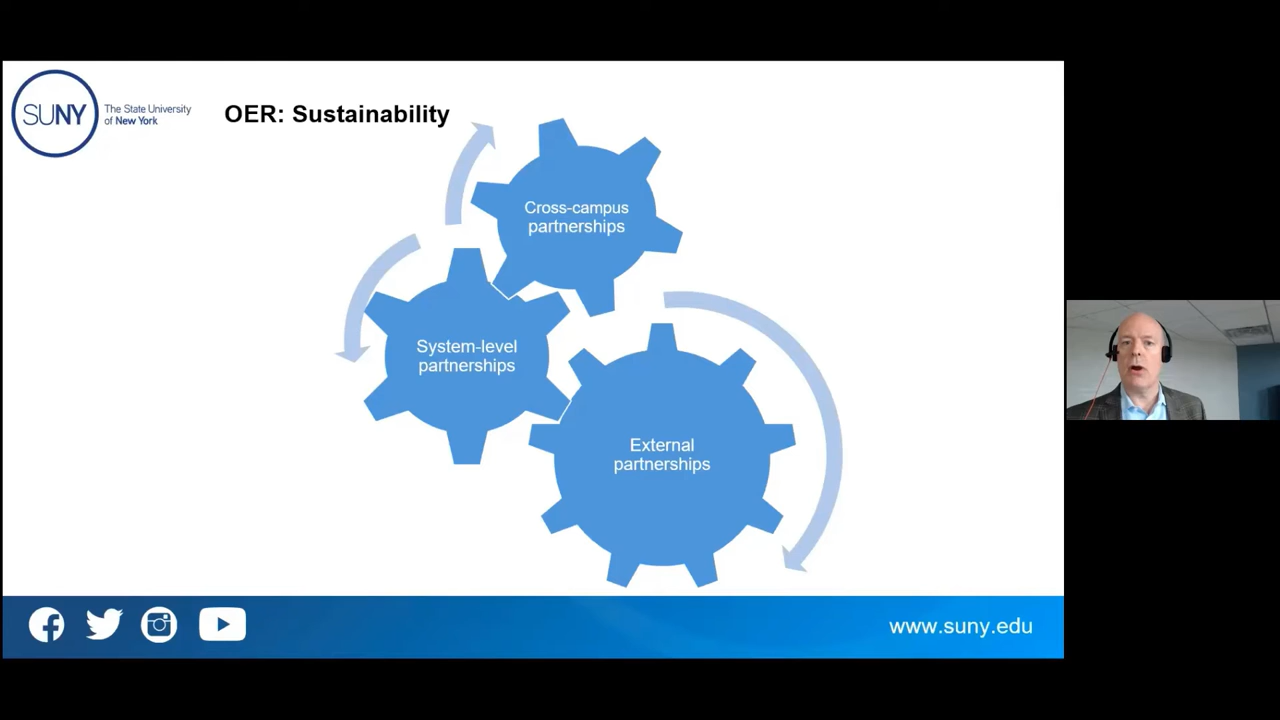 SUNY
The State University
of New York
OER: Sustainability
Cross-campus
partnerships
System-level
partnerships
External
partnerships
www.suny.edu